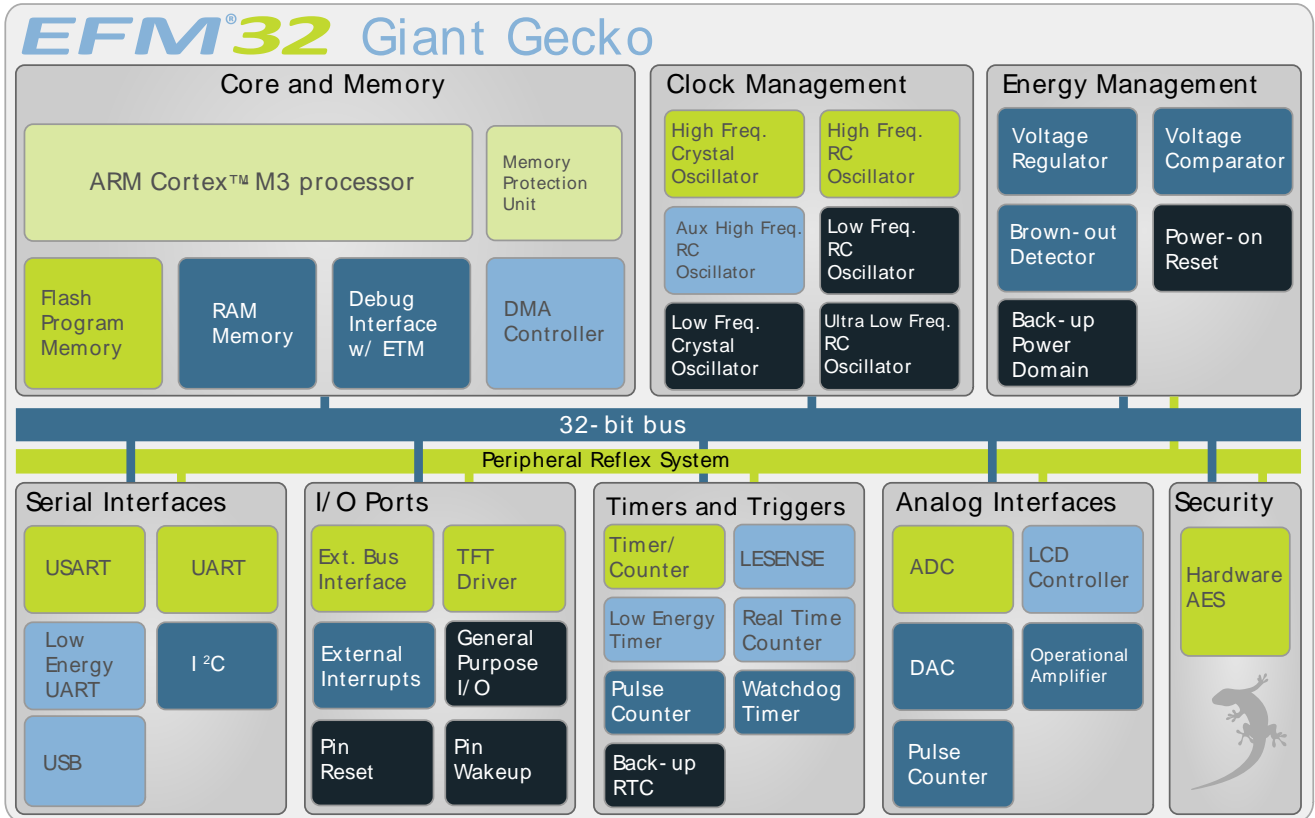 EFM®32 Giant Gecko
Core and Memory
ARM Cortex™ M3 processor
Memory
Protection
Unit
Flash
Program
Memory
RAM
Memory
Debug
Interface
w/ ETM
DMA
Controller
Clock Management
High Freq.
Crystal
Oscillator
High Freq.
RC
Oscillator
Aux High Freq.
RC
Oscillator
Low Freq.
RC
Oscillator
Low Freq.
Crystal
Oscillator
Ultra Low Freq.
RC
Oscillator
Energy Management
Voltage
Regulator
Voltage
Comparator
Brown-out
Detector
Power-on
Reset
Back-up
Power
Domain
32-bit bus
Peripheral Reflex System
Serial Interfaces
USART
UART
Low
Energy
UART
I²C
USB
I/O Ports
Ext. Bus
Interface
TFT
Driver
External
Interrupts
General
Purpose
I/O
Pin
Reset
Pin
Wakeup
Timers and Triggers
Timer/
Counter
LESENSE
Low Energy
Timer
Real Time
Counter
Pulse
Counter
Watchdog
Timer
Back-up
RTC
Analog Interfaces
ADC
LCD
Controller
DAC
Operational
Amplifier
Pulse
Counter
Security
Hardware
AES